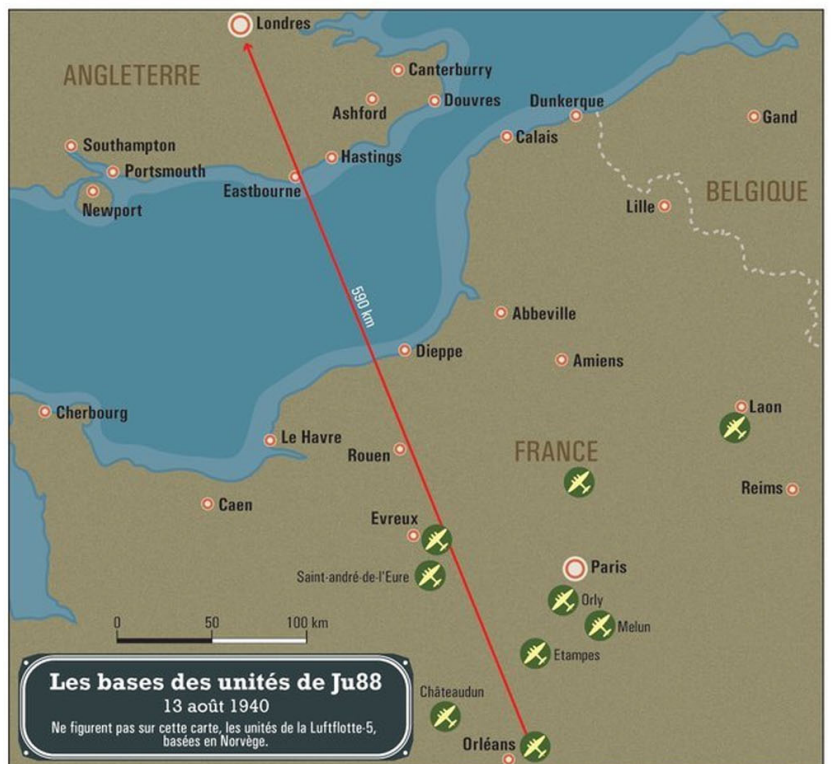 Londres
ANGLETERRE
Canterburry
Ashford
Douvres
Dunkerque
Gand
Calais
Southampton
Hastings
Portsmouth
Eastbourne
BELGIQUE
Newport
Lille
590 km
Abbeville
Dieppe
Amiens
Cherbourg
Laon
Le Havre
Rouen
FRANCE
Reims
Caen
Evreux
Paris
Saint-andré-de-l'Eure
Orly
0 50 100 km
Melun
Etampes
Les bases des unités de Ju88
13 août 1940
Ne figurent pas sur cette carte, les unités de la Luftflotte-5,
basées en Norvège.
Châteaudun
Orléans